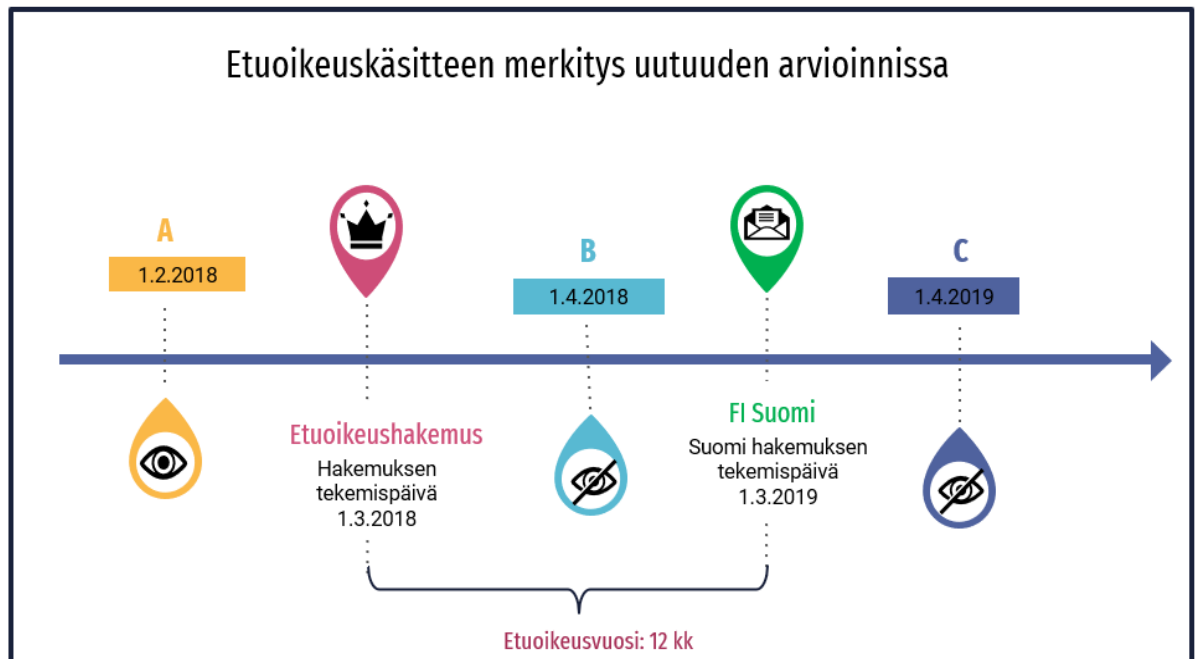 Etuoikeuskäsitteen merkitys uutuuden arvioinnissa
A
1.2.2018
B
1.4.2018
C
1.4.2019
Etuoikeushakemus
Hakemuksen
tekemispäivä
1.3.2018
FI Suomi
Suomi hakemuksen
tekemispäivä
1.3.2019
Etuoikeusvuosi: 12 kk